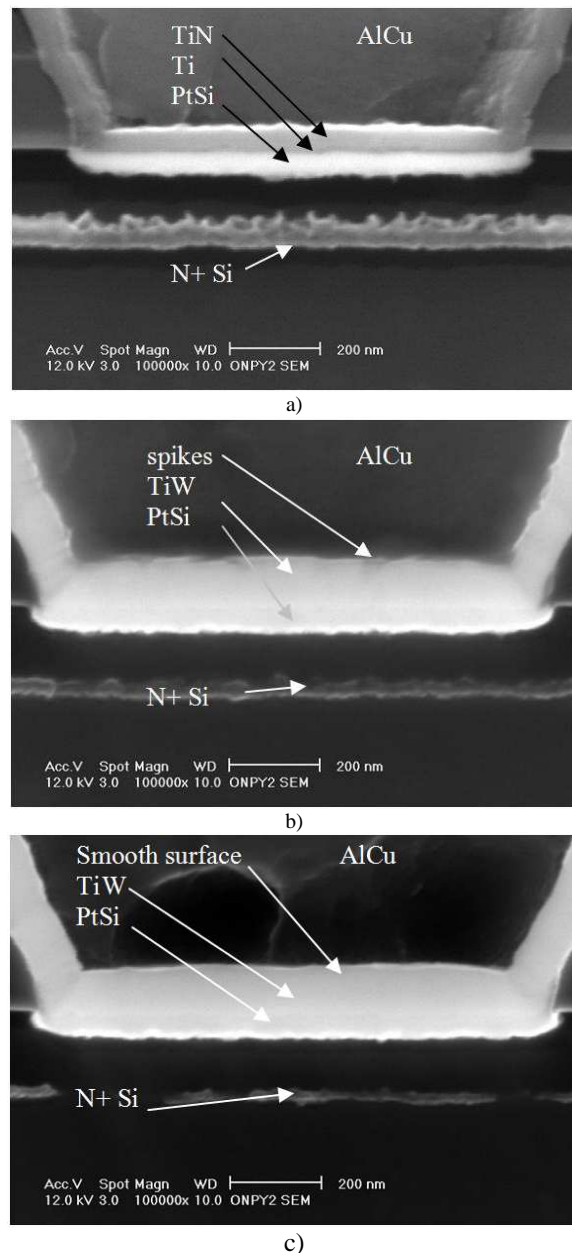 TiN AlCu
Ti
PtSi
N+ Si
Acc.V Spot Magn WD 200 nm
12.0 kV 3.0 100000x 10.0 ONPY2 SEM
a)
spikes AlCu
TiW
PtSi
N+ Si
Acc.V Spot Magn WD 200 nm
12.0 kV 3.0 100000x 10.0 ONPY2 SEM
b)
Smooth surface AlCu
TiW
PtSi
N+ Si
Acc.V Spot Magn WD 200 nm
12.0 kV 3.0 100000x 10.0 ONPY2 SEM
c)